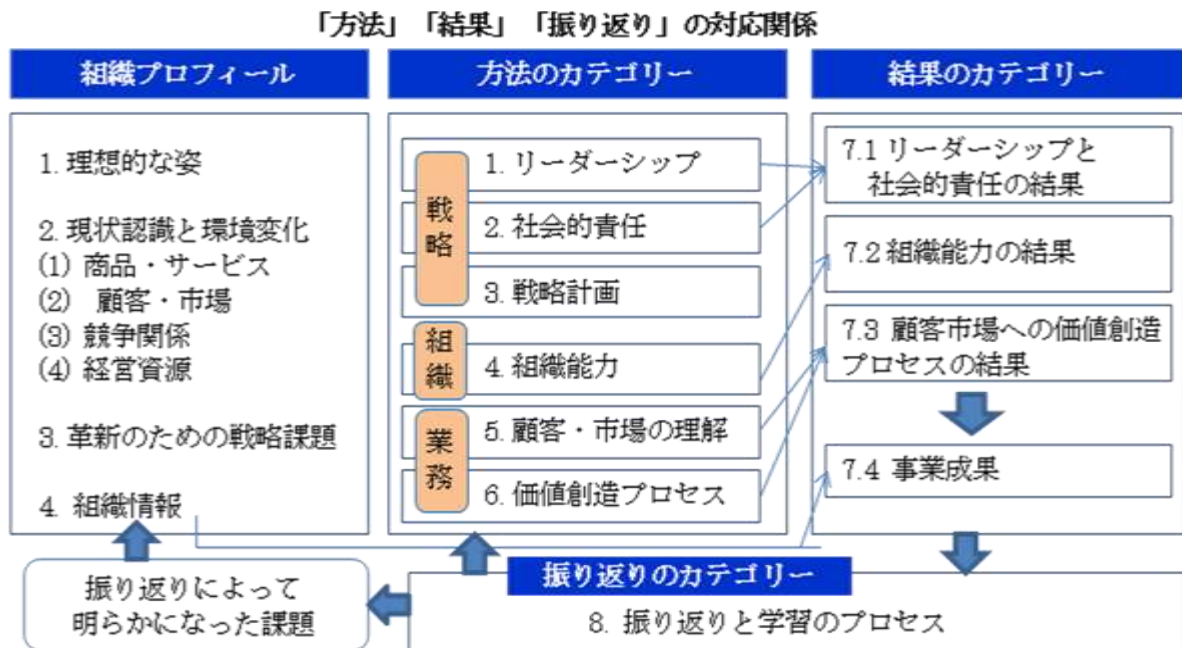 「方法」「結果」「振り返り」の対応関係
組織プロフィール
1. 理想的な姿
2. 現状認識と環境変化
(1) 商品・サービス
(2) 顧客・市場
(3) 競争関係
(4) 経営資源
3. 革新のための戦略課題
4. 組織情報
方法のカテゴリー
戦略
1. リーダーシップ
2. 社会的責任
3. 戦略計画
組織
4. 組織能力
業務
5. 顧客・市場の理解
6. 価値創造プロセス
結果のカテゴリー
7.1 リーダーシップと
社会的責任の結果
7.2 組織能力の結果
7.3 顧客市場への価値創造
プロセスの結果
7.4 事業成果
振り返りのカテゴリー
8. 振り返りと学習のプロセス
振り返りによって
明らかになった課題